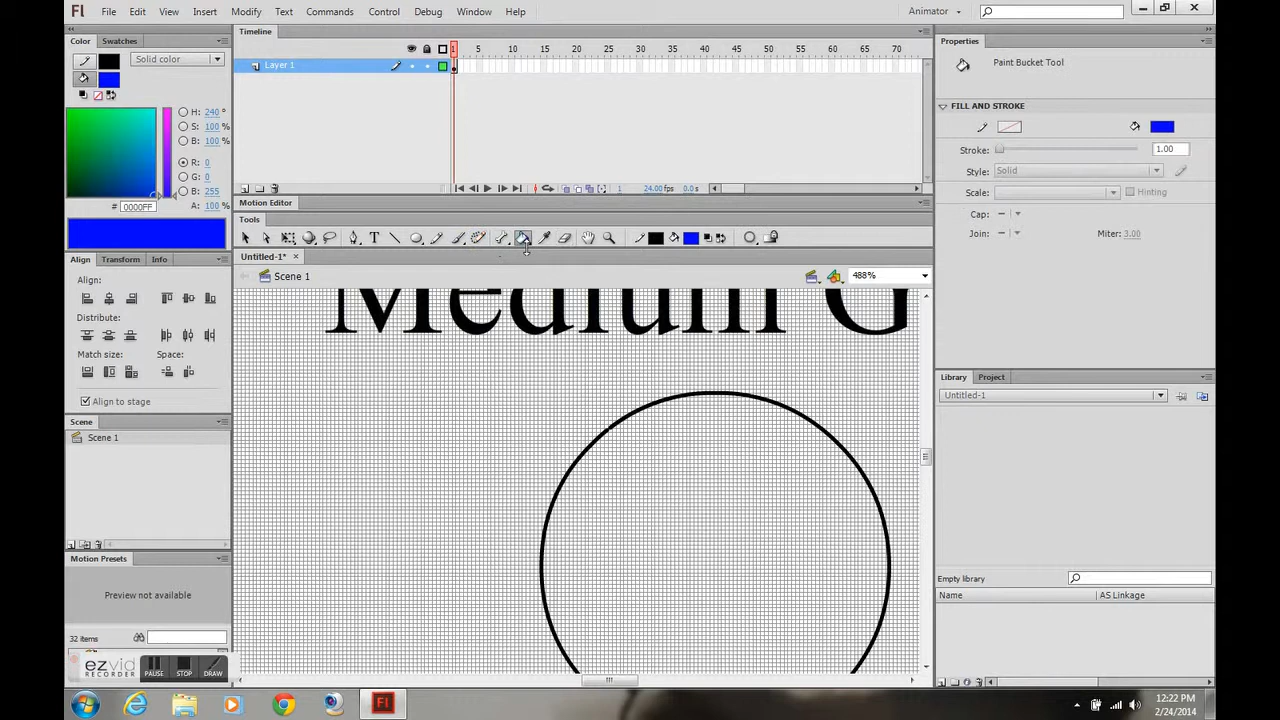 Fl File Edit View Insert Modify Text Commands Control Debug Window Help Animator
Color Swatches
Solid color
H: 240 °
S: 100 %
B: 100 %
R: 0
G: 0
B: 255
# 0000FF A: 100 %
Align Transform Info
Align:
Distribute:
Match size: Space:
Align to stage
Scene
Scene 1
Motion Presets
Preview not available
32 items
ezvid
RECORDER
PAUSE STOP DRAW
Timeline
1 5 10 15 20 25 30 35 40 45 50 55 60 65 70
Layer 1
1 24.00 fps 0.0 s
Motion Editor
Tools
T
Untitled-1* ×
Scene 1 488%
Medium G
Properties
Paint Bucket Tool
FILL AND STROKE
Stroke: 1.00
Style: Solid
Scale: Hinting
Cap:
Join: Miter: 3.00
Library Project
Untitled-1
Empty library
Name AS Linkage
Fl
12:22 PM
2/24/2014